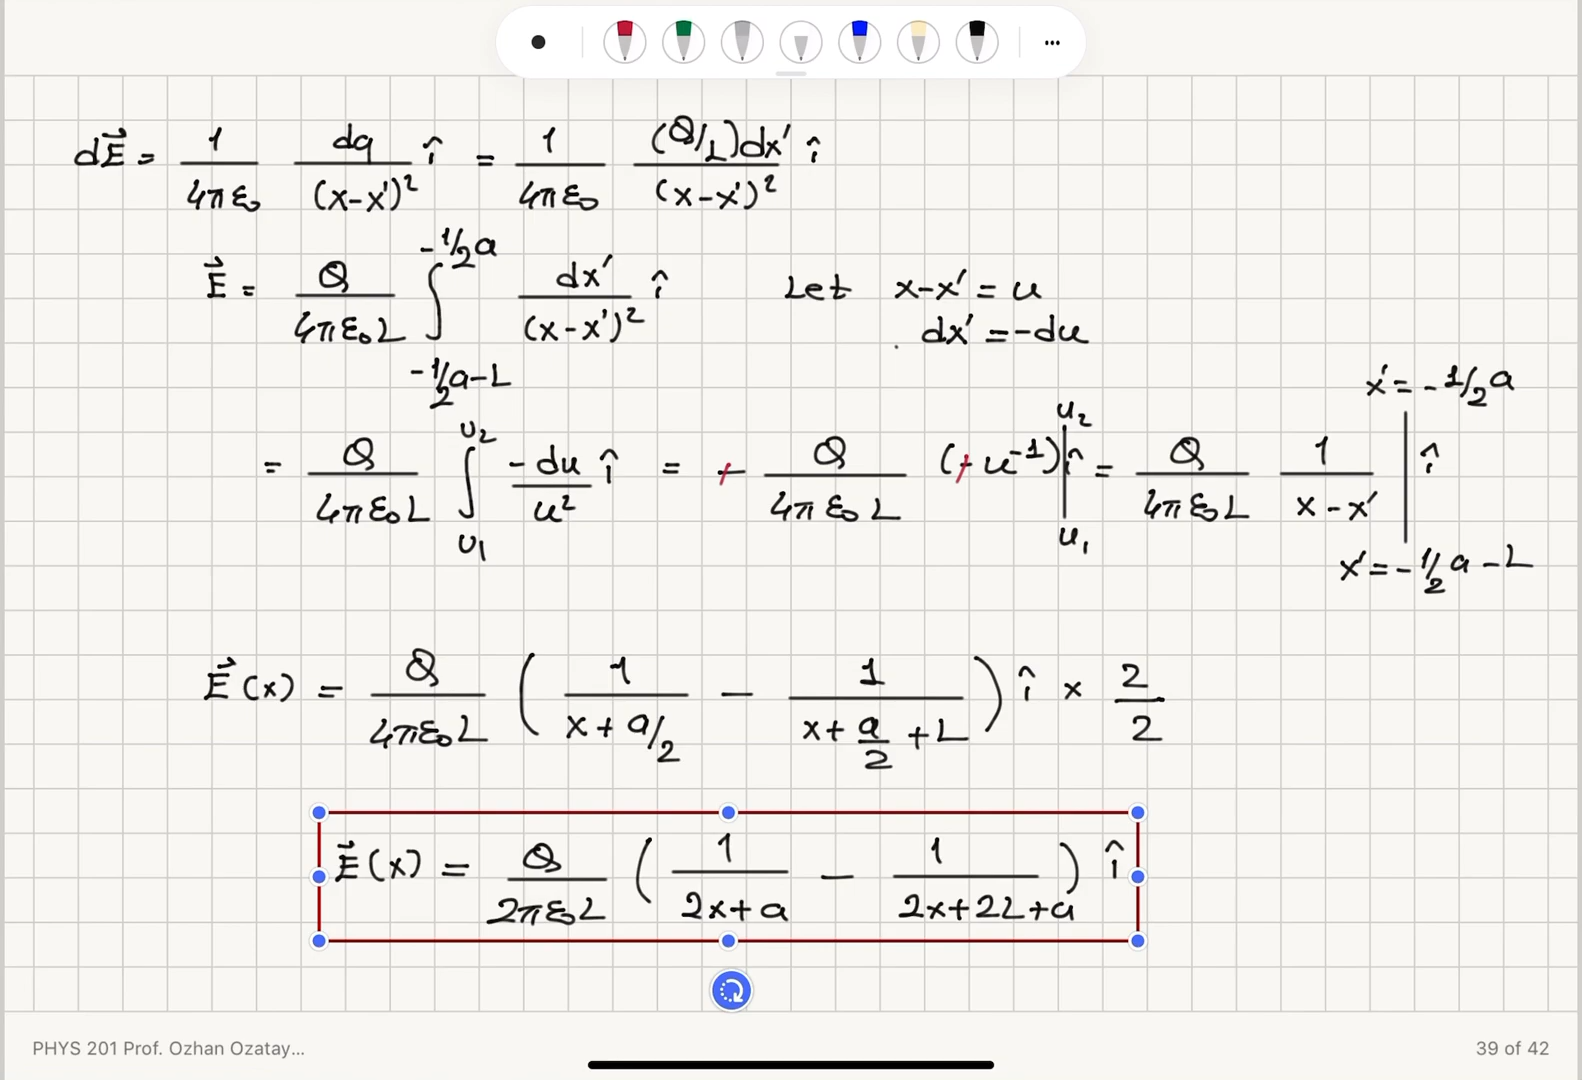 dE⃗ = 1/(4πε₀) dq/(x-x')² î = 1/(4πε₀) (Q/L)dx'/(x-x')² î
E⃗ = Q/(4πε₀L) ∫_{-1/2a-L}^{-1/2a} dx'/(x-x')² î Let x-x' = u
dx' = -du
= Q/(4πε₀L) ∫_{u₁}^{u₂} -du/u² î = + Q/(4πε₀L) (+u⁻¹)|_{u₁}^{u₂} î = Q/(4πε₀L) 1/(x-x') |_{x'=-1/2a-L}^{x'=-1/2a} î
E⃗(x) = Q/(4πε₀L) ( 1/(x+a/2) - 1/(x+a/2+L) ) î × 2/2
E⃗(x) = Q/(2πε₀L) ( 1/(2x+a) - 1/(2x+2L+a) ) î
PHYS 201 Prof. Ozhan Ozatay...
39 of 42